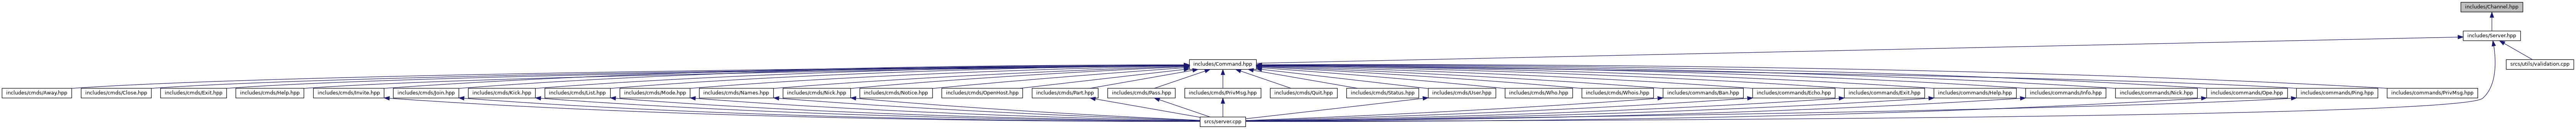 includes/Channel.hpp
includes/Server.hpp
includes/Command.hpp
srcs/utils/validation.cpp
includes/cmds/Away.hpp
includes/cmds/Close.hpp
includes/cmds/Exit.hpp
includes/cmds/Help.hpp
includes/cmds/Invite.hpp
includes/cmds/Join.hpp
includes/cmds/Kick.hpp
includes/cmds/List.hpp
includes/cmds/Mode.hpp
includes/cmds/Names.hpp
includes/cmds/Nick.hpp
includes/cmds/Notice.hpp
includes/cmds/OpenHost.hpp
includes/cmds/Part.hpp
includes/cmds/Pass.hpp
includes/cmds/PrivMsg.hpp
includes/cmds/Quit.hpp
includes/cmds/Status.hpp
includes/cmds/User.hpp
includes/cmds/Who.hpp
includes/cmds/Whois.hpp
includes/commands/Ban.hpp
includes/commands/Echo.hpp
includes/commands/Exit.hpp
includes/commands/Help.hpp
includes/commands/Info.hpp
includes/commands/Nick.hpp
includes/commands/Ope.hpp
includes/commands/Ping.hpp
includes/commands/PrivMsg.hpp
srcs/server.cpp